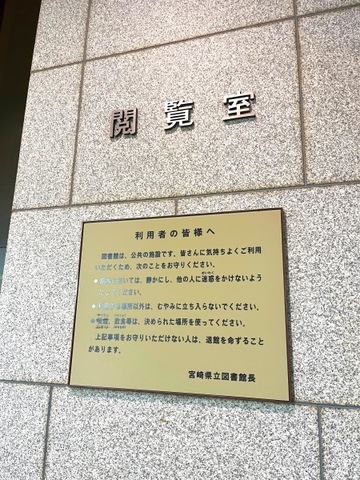 閲覧室
利用者の皆様へ
図書館は、公共の施設です。皆さんに気持ちよくご利用
いただくため、次のことをお守りください。
いては、静かにし、他の人に迷惑をかけないよう
ください。
場所以外は、むやみに立ち入らないでください。
飲食等は、決められた場所を使ってください。
上記事項をお守りいただけない人は、退館を命ずること
があります。
宮崎県立図書館長